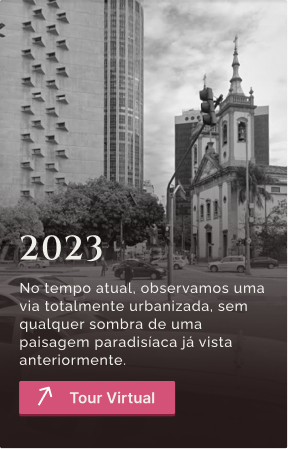 2023
No tempo atual, observamos uma
via totalmente urbanizada, sem
qualquer sombra de uma
paisagem paradisíaca já vista
anteriormente.
Tour Virtual